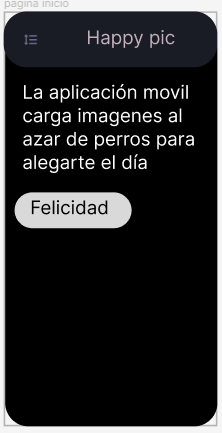 pagina inicio
Happy pic
La aplicación movil
carga imagenes al
azar de perros para
alegarte el día
Felicidad